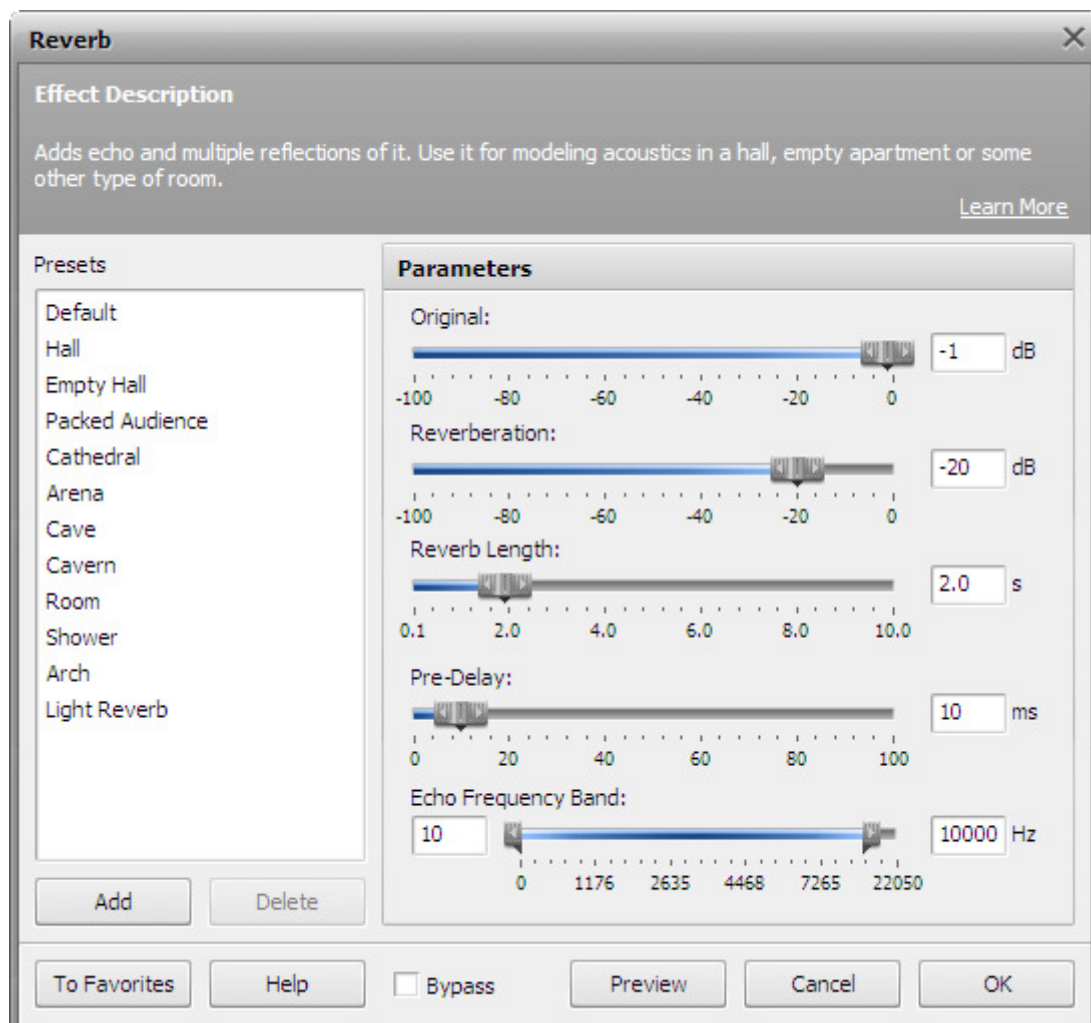 Reverb
Effect Description
Adds echo and multiple reflections of it. Use it for modeling acoustics in a hall, empty apartment or some
other type of room.
Learn More
Presets
Default
Hall
Empty Hall
Packed Audience
Cathedral
Arena
Cave
Cavern
Room
Shower
Arch
Light Reverb
Add Delete
Parameters
Original:
-1 dB
-100 -80 -60 -40 -20 0
Reverberation:
-20 dB
-100 -80 -60 -40 -20 0
Reverb Length:
2.0 s
0.1 2.0 4.0 6.0 8.0 10.0
Pre-Delay:
10 ms
0 20 40 60 80 100
Echo Frequency Band:
10 10000 Hz
0 1176 2635 4468 7265 22050
To Favorites Help Bypass Preview Cancel OK